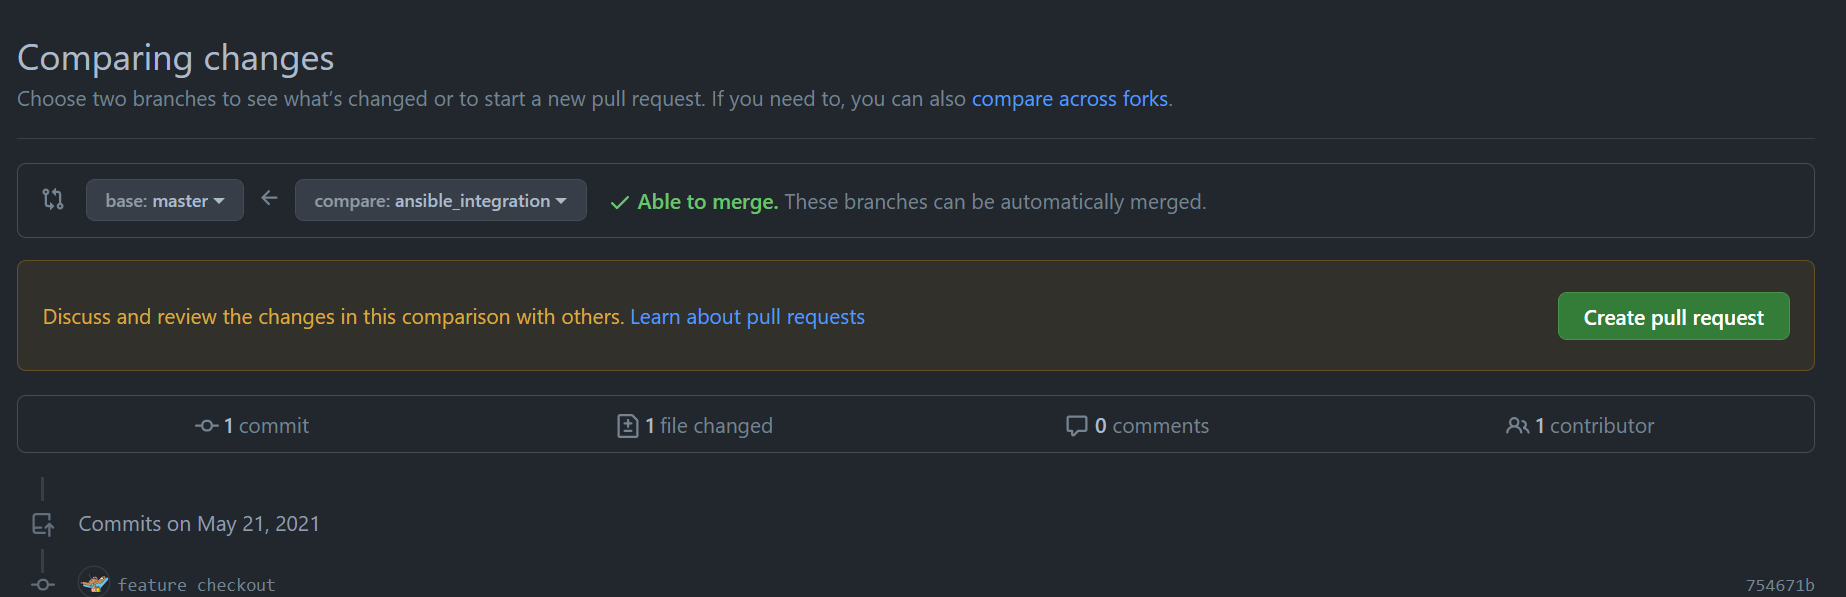 Comparing changes
Choose two branches to see what’s changed or to start a new pull request. If you need to, you can also compare across forks.
base: master compare: ansible_integration Able to merge. These branches can be automatically merged.
Discuss and review the changes in this comparison with others. Learn about pull requests Create pull request
1 commit 1 file changed 0 comments 1 contributor
Commits on May 21, 2021
feature checkout 754671b